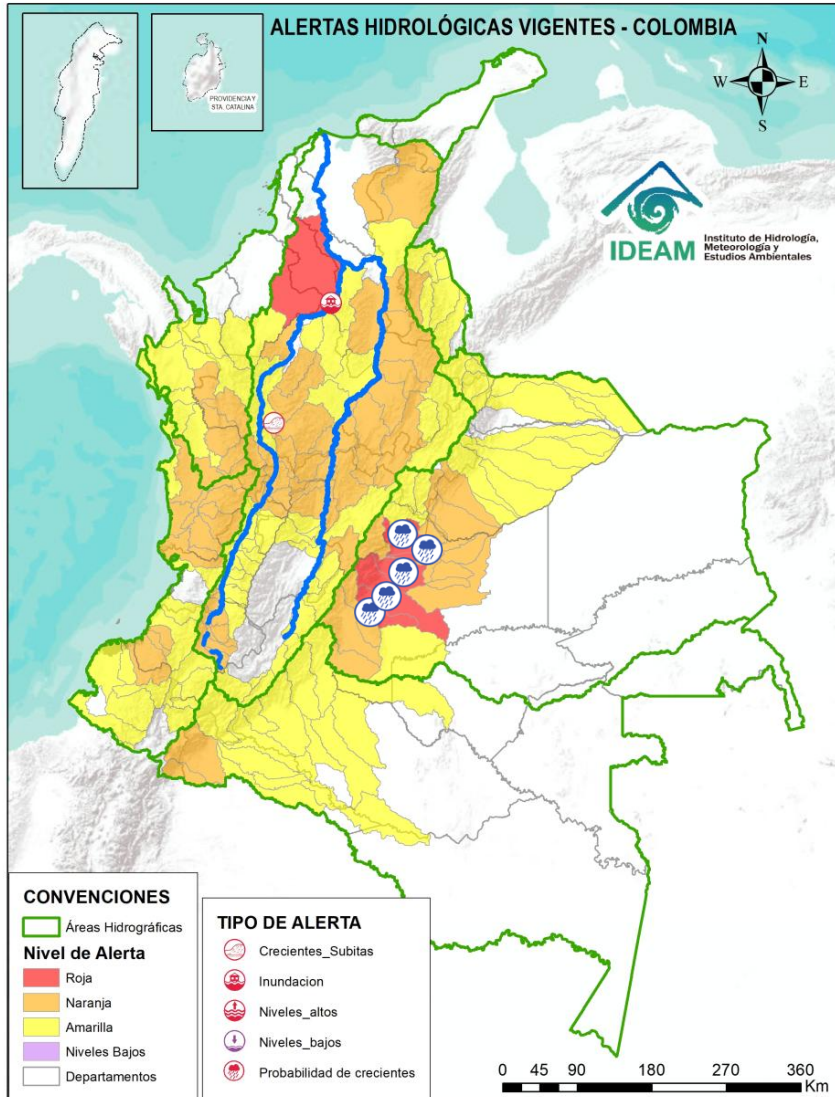 ALERTAS HIDROLÓGICAS VIGENTES - COLOMBIA
PROVIDENCIA Y
STA. CATALINA
N
W
E
S
IDEAM
Instituto de Hidrología,
Meteorología y
Estudios Ambientales
CONVENCIONES
Áreas Hidrográficas
Nivel de Alerta
Roja
Naranja
Amarilla
Niveles Bajos
Departamentos
TIPO DE ALERTA
Crecientes_Subitas
Inundacion
Niveles_altos
Niveles_bajos
Probabilidad de crecientes
0 45 90 180 270 360
Km